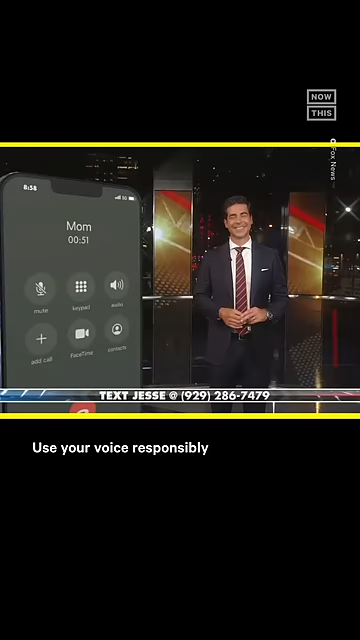 NOW
THIS
© Fox News
8:58
5G
Mom
00:51
mute
keypad
audio
add call
FaceTime
contacts
TEXT JESSE @ (929) 286-7479
Use your voice responsibly